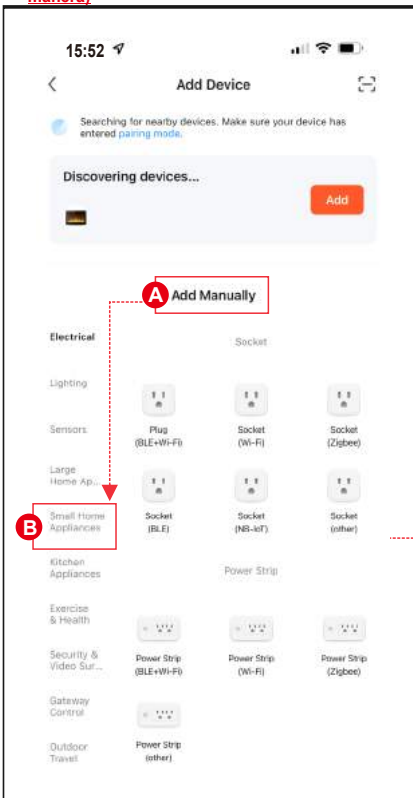 15:52
Add Device
Searching for nearby devices. Make sure your device has
entered pairing mode.
Discovering devices...
Add
A Add Manually
Electrical
Socket
Lighting
Sensors
Plug
(BLE+Wi-Fi)
Socket
(Wi-Fi)
Socket
(Zigbee)
Large
Home Ap...
B Small Home
Appliances
Socket
(BLE)
Socket
(NB-IoT)
Socket
(other)
Kitchen
Appliances
Power Strip
Exercise
& Health
Security &
Video Sur...
Power Strip
(BLE+Wi-Fi)
Power Strip
(Wi-Fi)
Power Strip
(Zigbee)
Gateway
Control
Outdoor
Travel
Power Strip
(other)